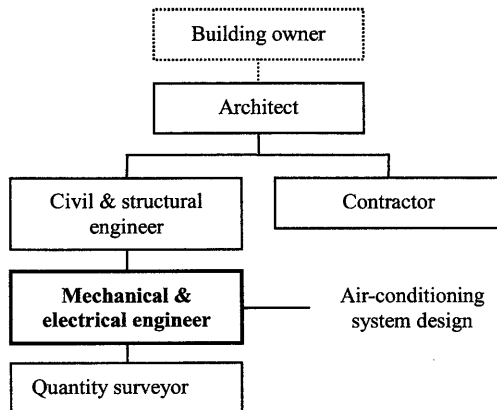 Building owner
Architect
Civil & structural
engineer
Contractor
Mechanical &
electrical engineer
Air-conditioning
system design
Quantity surveyor